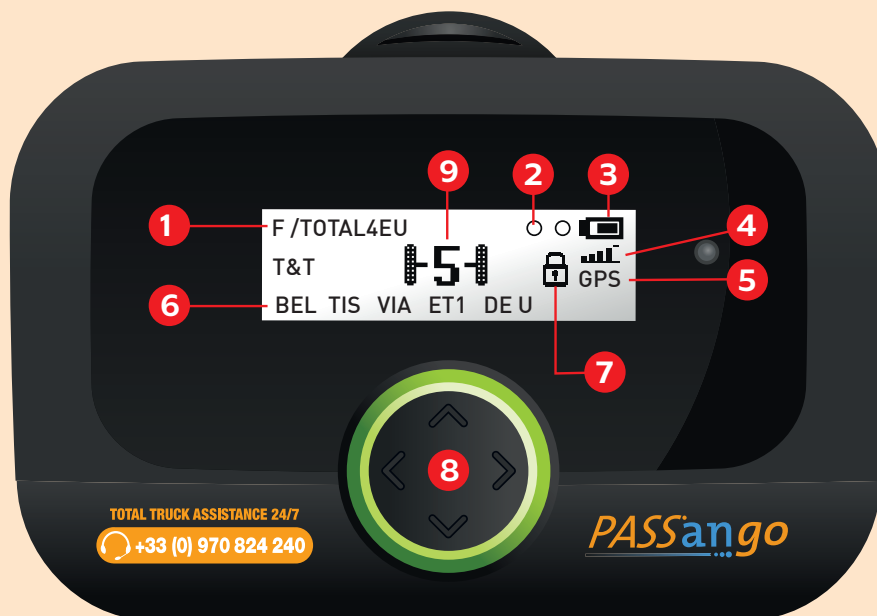 9
2
3
1
F /TOTAL4EU
4
T&T
5
GPS
5
6
BEL TIS VIA ET1 DE U
7
8
TOTAL TRUCK ASSISTANCE 24/7
+33 (0) 970 824 240
PASSango